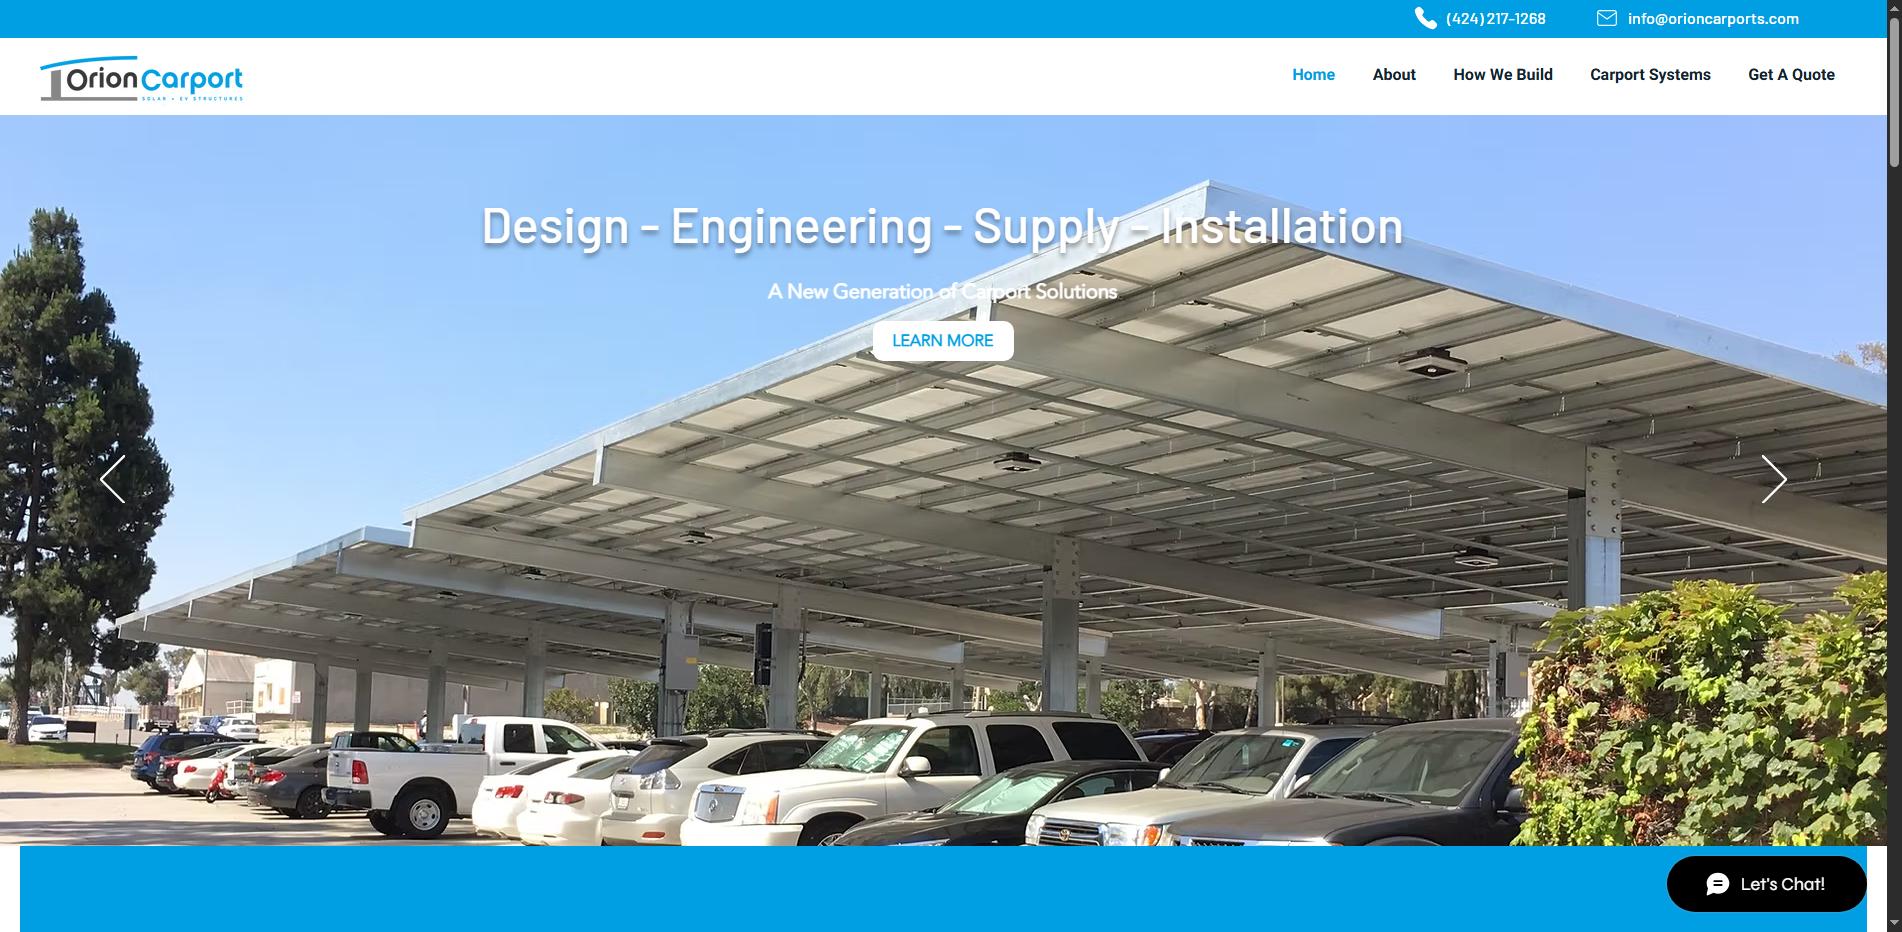 (424) 217-1268
info@orioncarports.com
Orion Carport
SOLAR + EV STRUCTURES
Home
About
How We Build
Carport Systems
Get A Quote
Design - Engineering - Supply - Installation
A New Generation of Carport Solutions
LEARN MORE
Let's Chat!